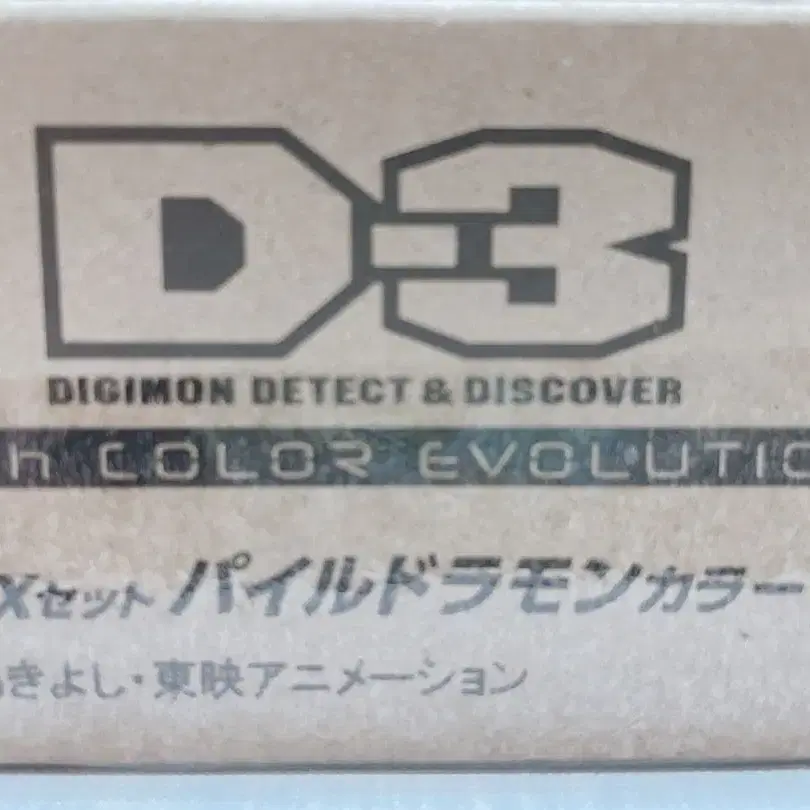 D-3
DIGIMON DETECT & DISCOVER
h COLOR EVOLUTIO
Xセット パイルドラモンカラー
きよし・東映アニメーション